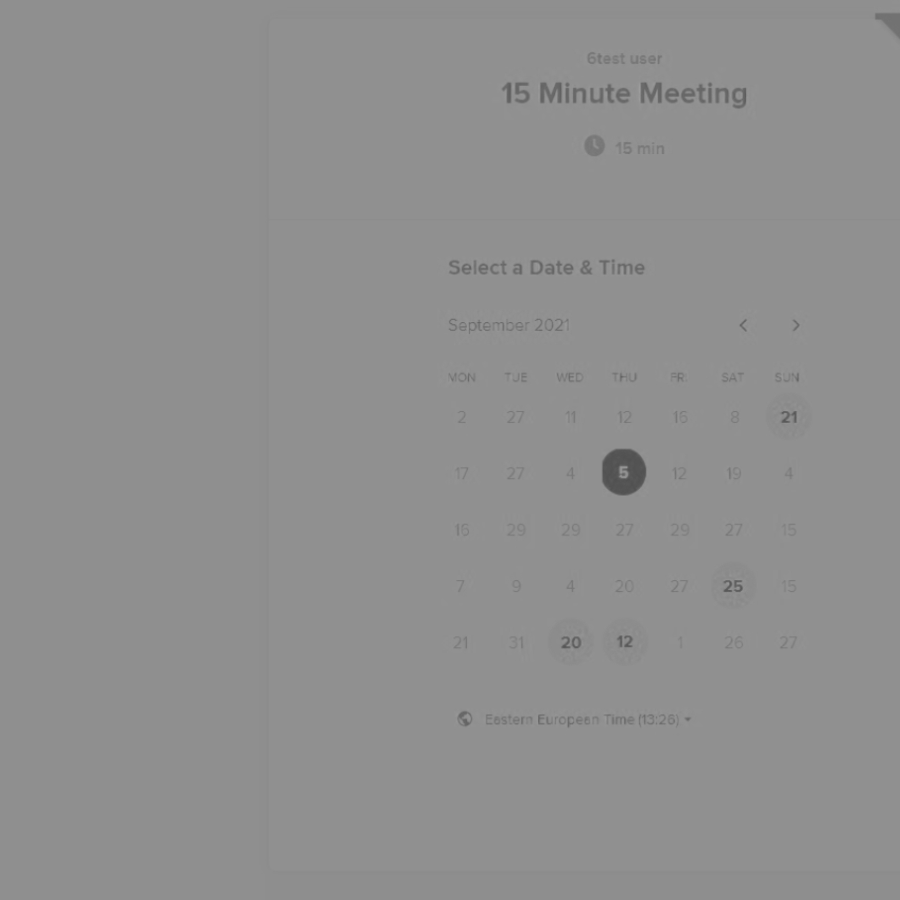 6test user
15 Minute Meeting
15 min
Select a Date & Time
September 2021
MON TUE WED THU FRI SAT SUN
2 27 11 12 16 8 21
17 27 4 5 12 19 4
16 29 29 27 29 27 15
7 9 4 20 27 25 15
21 31 20 12 1 26 27
Eastern European Time (13:26)